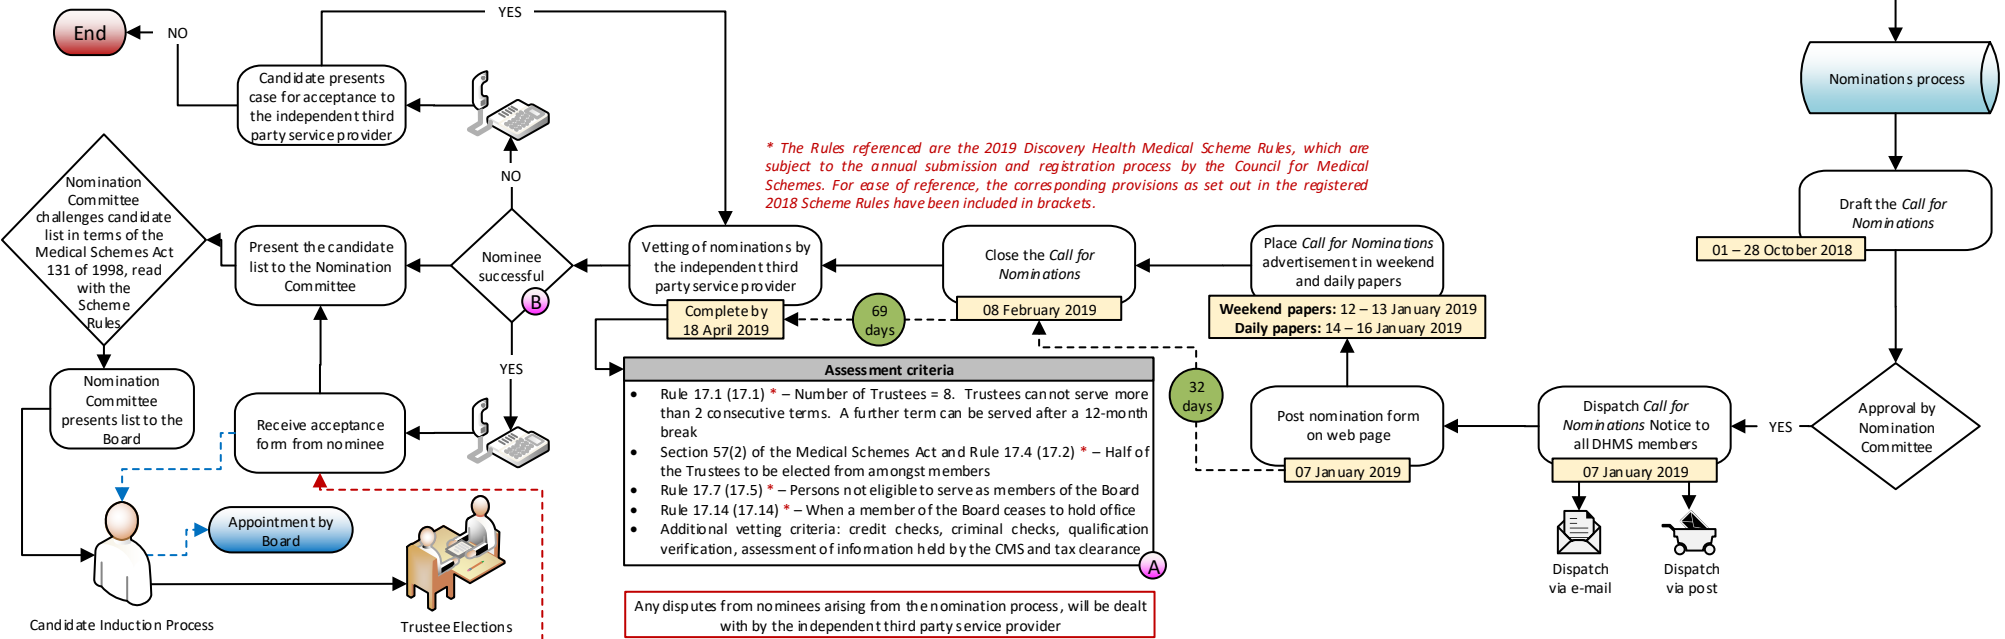 YES
End
NO
Candidate presents
case for acceptance to
the independent third
party service provider
Nominations process
* The Rules referenced are the 2019 Discovery Health Medical Scheme Rules, which are
subject to the annual submission and registration process by the Council for Medical
Schemes. For ease of reference, the corresponding provisions as set out in the registered
2018 Scheme Rules have been included in brackets.
NO
Nomination
Committee
challenges candidate
list in terms of the
Medical Schemes Act
131 of 1998, read
with the
Scheme
Rules
Present the candidate
list to the Nomination
Committee
Nominee
successful
B
Vetting of nominations by
the independent third
party service provider
Complete by
18 April 2019
69
days
Close the Call for
Nominations
08 February 2019
Place Call for Nominations
advertisement in weekend
and daily papers
Weekend papers: 12 – 13 January 2019
Daily papers: 14 – 16 January 2019
Draft the Call for
Nominations
01 – 28 October 2018
YES
Nomination
Committee
presents list to the
Board
Receive acceptance
form from nominee
Assessment criteria
• Rule 17.1 (17.1) * – Number of Trustees = 8. Trustees cannot serve more
than 2 consecutive terms. A further term can be served after a 12-month
break
• Section 57(2) of the Medical Schemes Act and Rule 17.4 (17.2) * – Half of
the Trustees to be elected from amongst members
• Rule 17.7 (17.5) * – Persons not eligible to serve as members of the Board
• Rule 17.14 (17.14) * – When a member of the Board ceases to hold office
• Additional vetting criteria: credit checks, criminal checks, qualification
verification, assessment of information held by the CMS and tax clearance
A
32
days
Post nomination form
on web page
07 January 2019
Dispatch Call for
Nominations Notice to
all DHMS members
07 January 2019
YES
Approval by
Nomination
Committee
Appointment by
Board
Dispatch
via e-mail
Dispatch
via post
Candidate Induction Process
Trustee Elections
Any disputes from nominees arising from the nomination process, will be dealt
with by the independent third party service provider